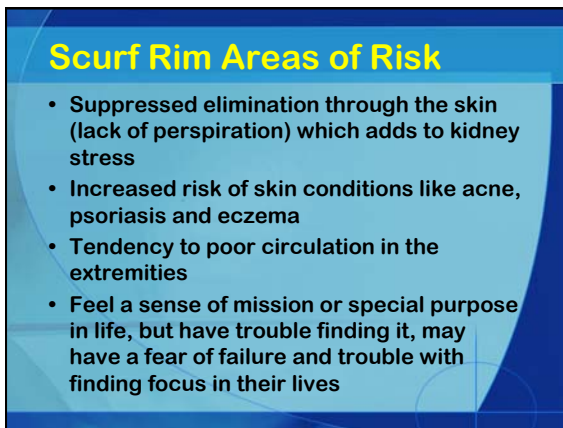 Scurf Rim Areas of Risk
• Suppressed elimination through the skin
(lack of perspiration) which adds to kidney
stress
• Increased risk of skin conditions like acne,
psoriasis and eczema
• Tendency to poor circulation in the
extremities
• Feel a sense of mission or special purpose
in life, but have trouble finding it, may
have a fear of failure and trouble with
finding focus in their lives